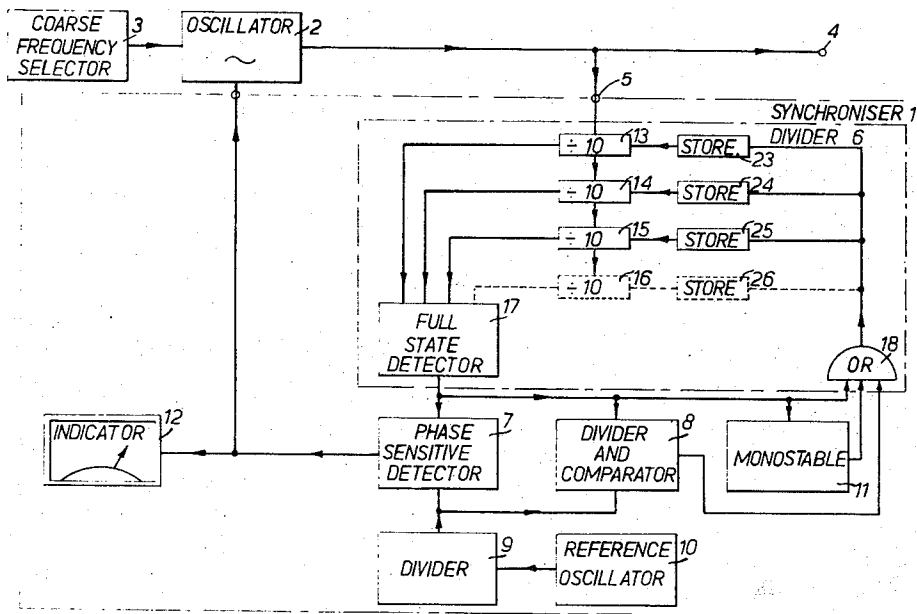 COARSE
FREQUENCY
SELECTOR
3
OSCILLATOR
~
2
4
5
SYNCHRONISER 1
DIVIDER 6
÷ 10
13
STORE
23
÷ 10
14
STORE
24
÷ 10
15
STORE
25
÷ 10
16
STORE
26
FULL
STATE
DETECTOR
17
OR
18
INDICATOR
12
PHASE
SENSITIVE
DETECTOR
7
DIVIDER
AND
COMPARATOR
8
MONOSTABLE
11
DIVIDER
9
REFERENCE
OSCILLATOR
10